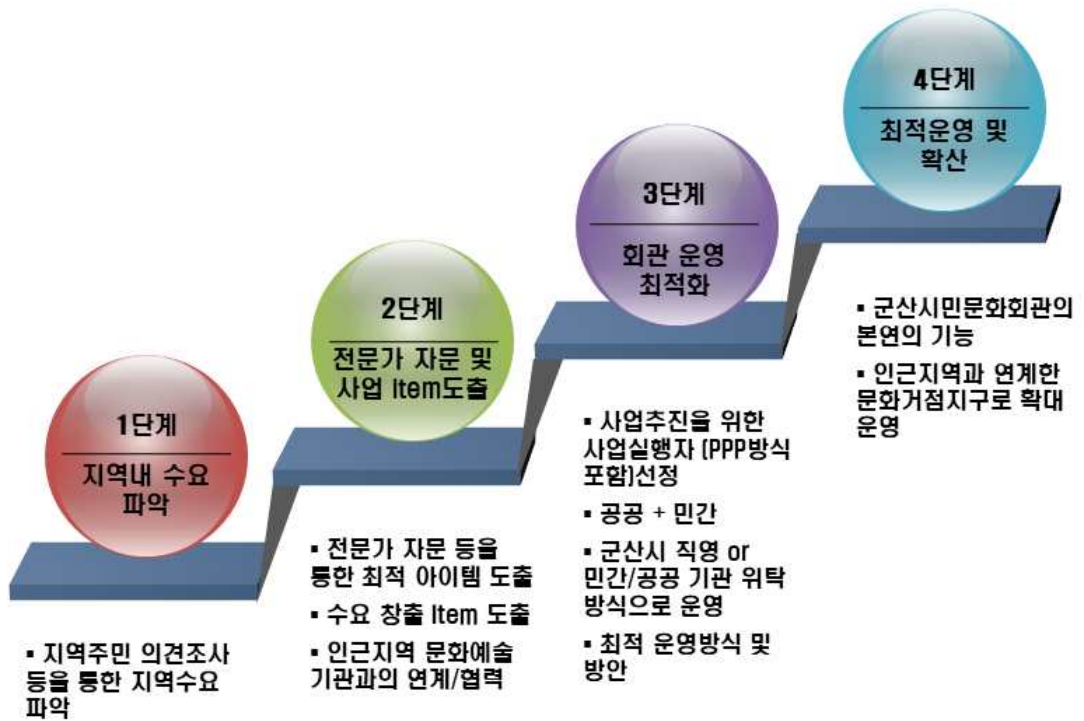 1단계
지역내 수요
파악
▪ 지역주민 의견조사
등을 통한 지역수요
파악
2단계
전문가 자문 및
사업 Item도출
▪ 전문가 자문 등을
통한 최적 아이템 도출
▪ 수요 창출 Item 도출
▪ 인근지역 문화예술
기관과의 연계/협력
3단계
회관 운영
최적화
▪ 사업추진을 위한
사업실행자 (PPP방식
포함)선정
▪ 공공 + 민간
▪ 군산시 직영 or
민간/공공 기관 위탁
방식으로 운영
▪ 최적 운영방식 및
방안
4단계
최적운영 및
확산
▪ 군산시민문화회관의
본연의 기능
▪ 인근지역과 연계한
문화거점지구로 확대
운영